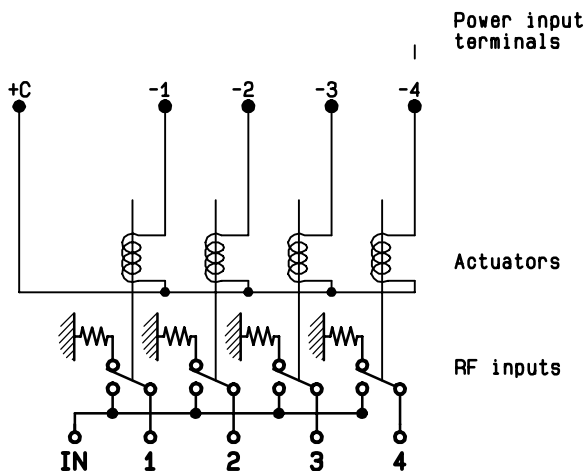 Power input
terminals
+C -1 -2 -3 -4
Actuators
RF inputs
IN 1 2 3 4